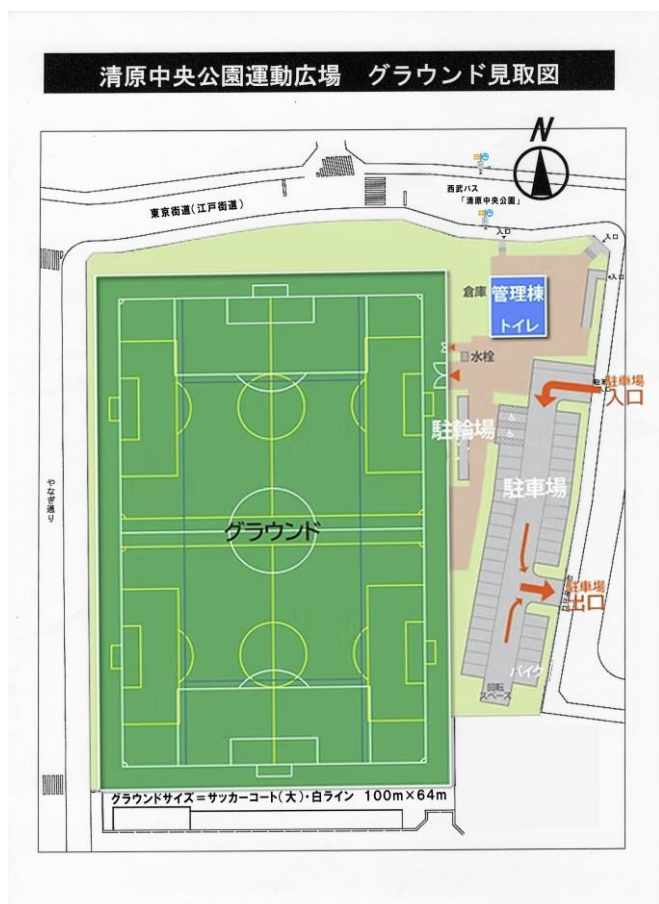 清原中央公園運動広場　グラウンド見取図
N
東京街道(江戸街道)
西武バス
「清原中央公園」
入口
入口
入口
倉庫
管理棟
トイレ
水栓
駐車場
入口
駐輪場
駐車場
やなぎ通り
グラウンド
駐車場
出口
バイク
回転
スペース
グラウンドサイズ=サッカーコート(大)・白ライン　100m×64m